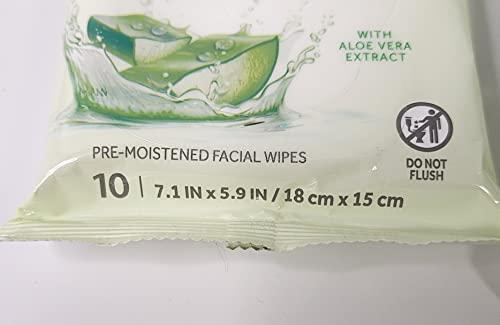 WITH
ALOE VERA
EXTRACT
PRE-MOISTENED FACIAL WIPES
DO NOT
FLUSH
10 | 7.1 IN x 5.9 IN / 18 cm x 15 cm